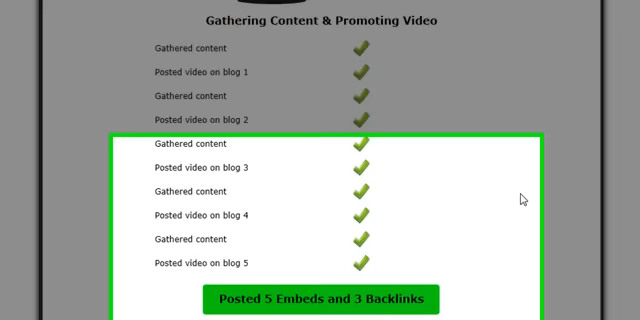 Gathering Content & Promoting Video
Gathered content
Posted video on blog 1
Gathered content
Posted video on blog 2
Gathered content
Posted video on blog 3
Gathered content
Posted video on blog 4
Gathered content
Posted video on blog 5
Posted 5 Embeds and 3 Backlinks